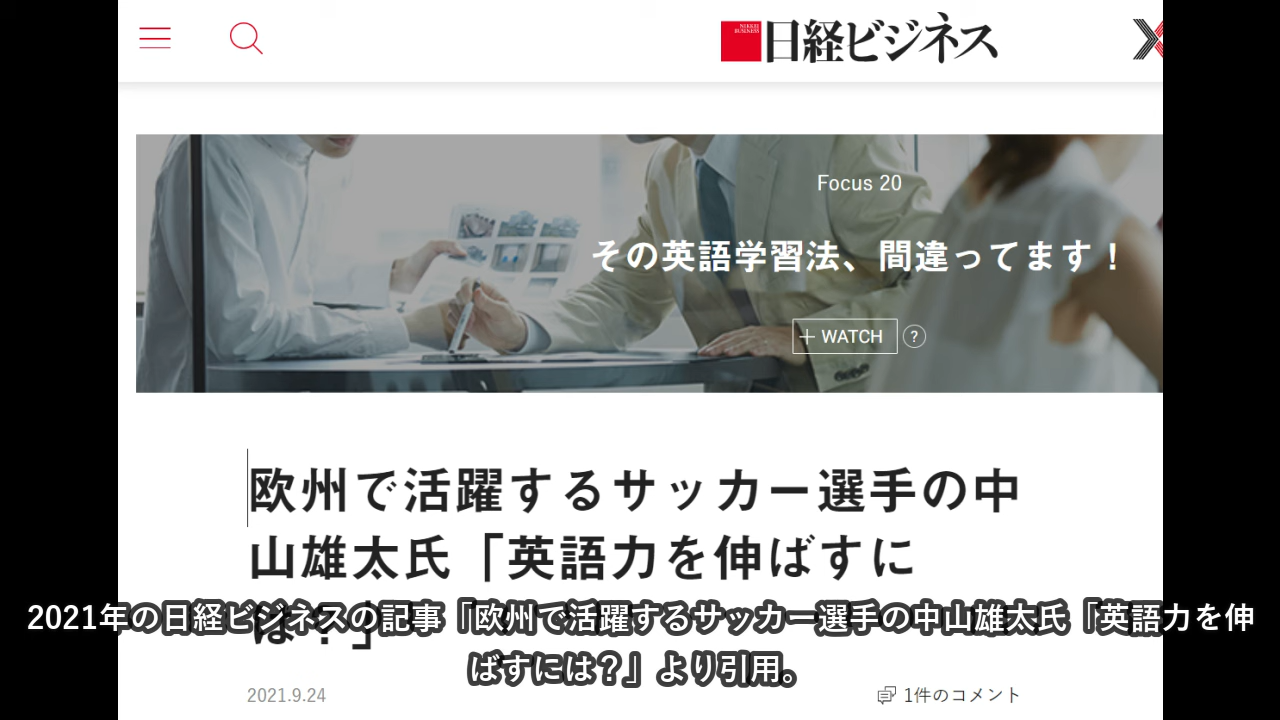 NIKKEI
BUSINESS
日経ビジネス
Focus 20
その英語学習法、間違ってます！
WATCH
?
欧州で活躍するサッカー選手の中
山雄太氏「英語力を伸ばすに
は？」
2021年の日経ビジネスの記事「欧州で活躍するサッカー選手の中山雄太氏「英語力を伸
ばすには？」より引用。
2021.9.24
1件のコメント